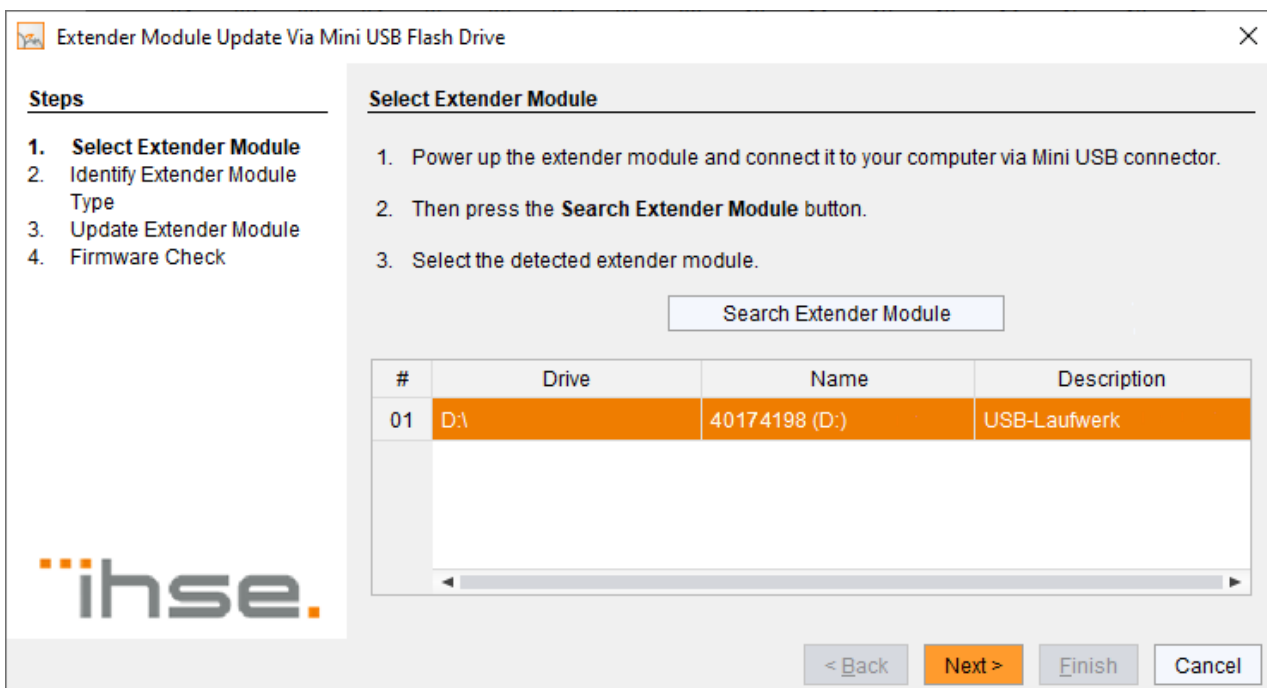 Extender Module Update Via Mini USB Flash Drive
Steps
1. Select Extender Module
2. Identify Extender Module
Type
3. Update Extender Module
4. Firmware Check
ihse.
Select Extender Module
1. Power up the extender module and connect it to your computer via Mini USB connector.
2. Then press the Search Extender Module button.
3. Select the detected extender module.
Search Extender Module
# Drive Name Description
01 D:\ 40174198 (D:) USB-Laufwerk
< Back Next > Finish Cancel